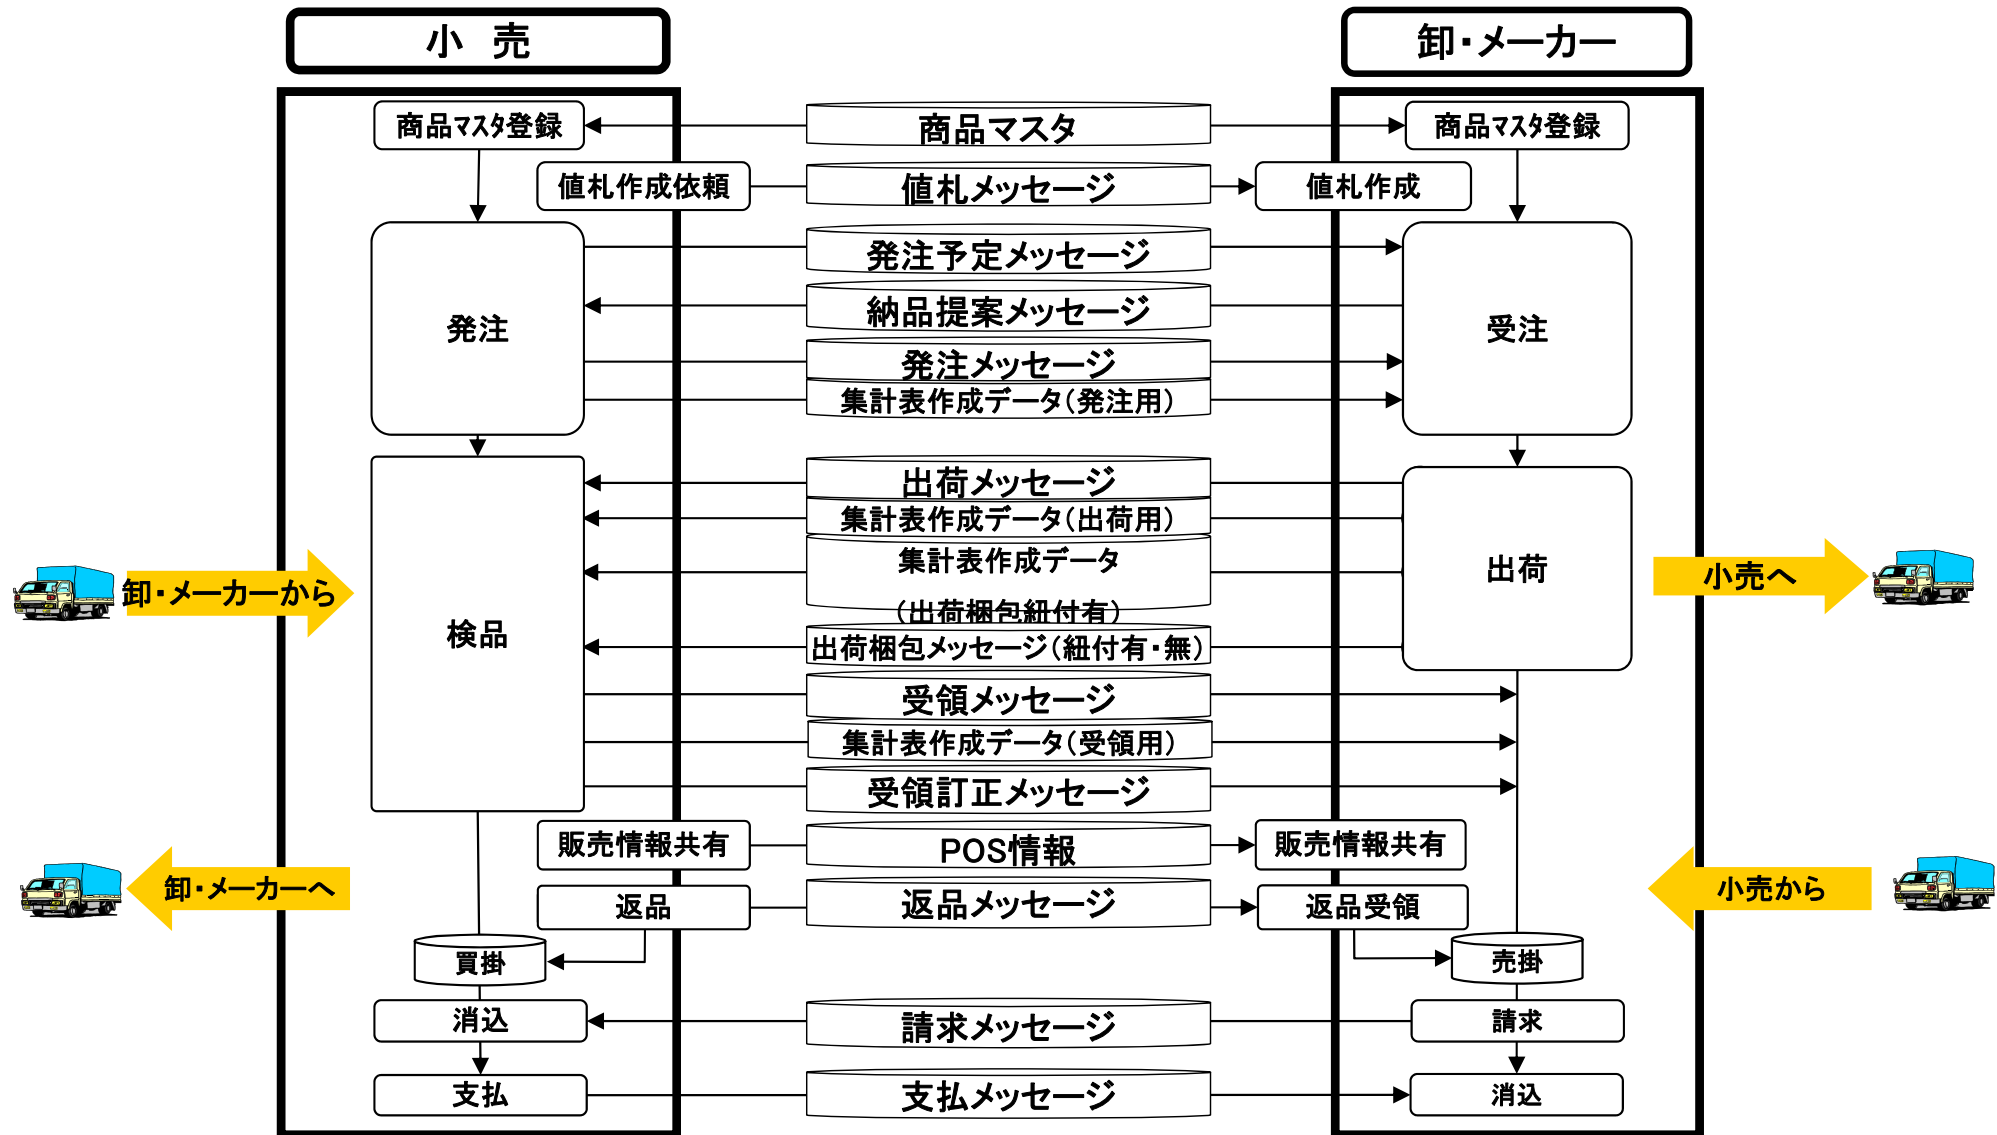 小　売
卸・メーカー
商品マスタ登録
商品マスタ
商品マスタ登録
値札作成依頼
値札メッセージ
値札作成
発注予定メッセージ
納品提案メッセージ
発注
受注
発注メッセージ
集計表作成データ(発注用)
出荷メッセージ
集計表作成データ(出荷用)
集計表作成データ
(出荷梱包紐付有)
出荷
小売へ
卸・メーカーから
検品
出荷梱包メッセージ(紐付有・無)
受領メッセージ
集計表作成データ(受領用)
受領訂正メッセージ
販売情報共有
POS情報
販売情報共有
卸・メーカーへ
小売から
返品
返品メッセージ
返品受領
買掛
売掛
消込
請求メッセージ
請求
支払
支払メッセージ
消込